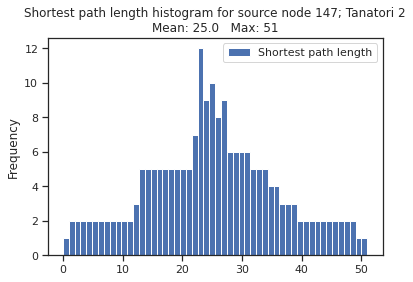 Shortest path length histogram for source node 147; Tanatori 2
Mean: 25.0   Max: 51
Shortest path length
Frequency
12
10
8
6
4
2
0
0 10 20 30 40 50